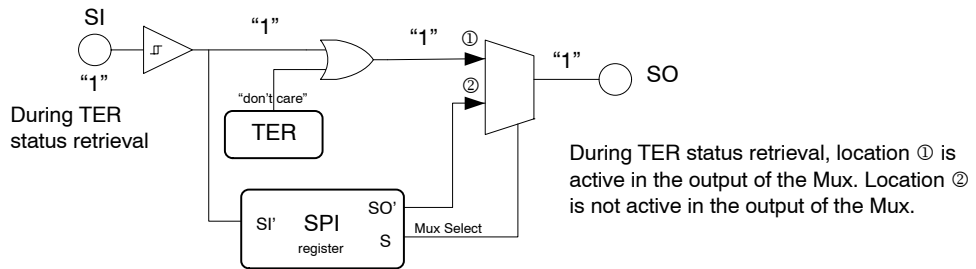 SI
“1”
“1”
“1”
①
“1”
SO
“1”
During TER
status retrieval
“don’t care”
②
TER
During TER status retrieval, location ① is
active in the output of the Mux. Location ②
is not active in the output of the Mux.
SI’
SPI
register
SO’
S
Mux Select